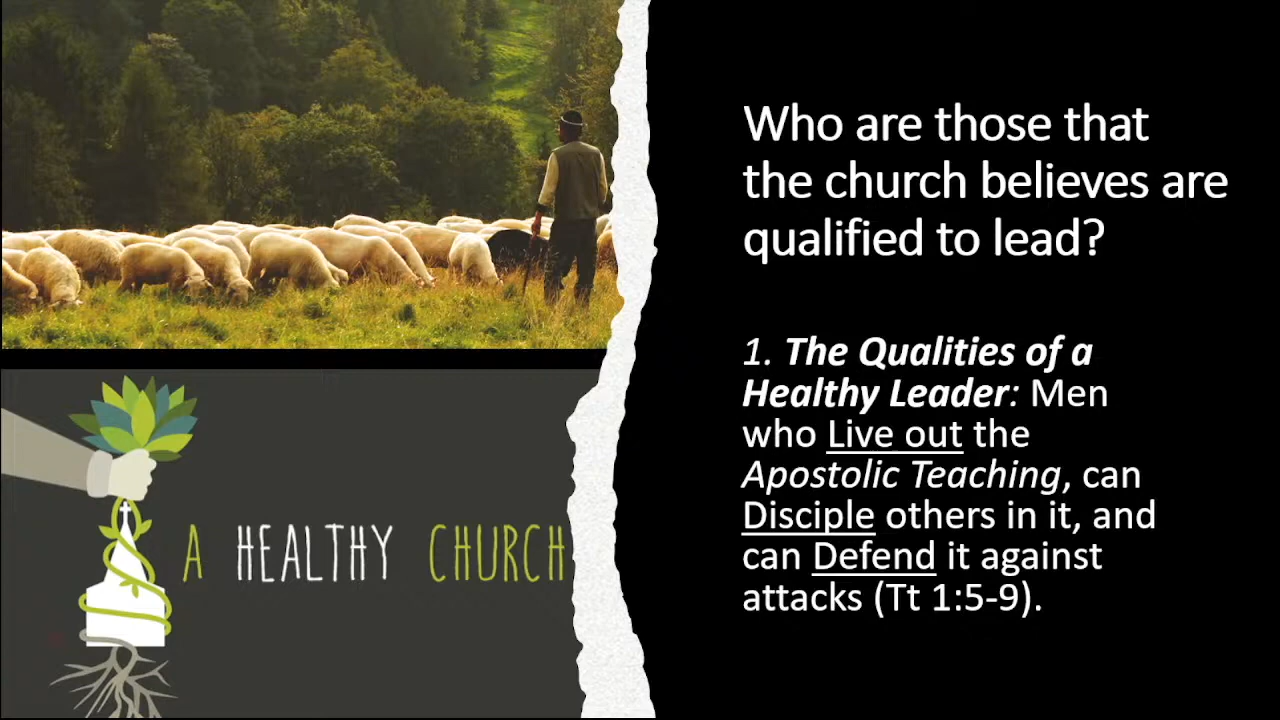 Who are those that
the church believes are
qualified to lead?
1. The Qualities of a
Healthy Leader: Men
who Live out the
Apostolic Teaching, can
Disciple others in it, and
can Defend it against
attacks (Tt 1:5-9).
A HEALTHY CHURCH